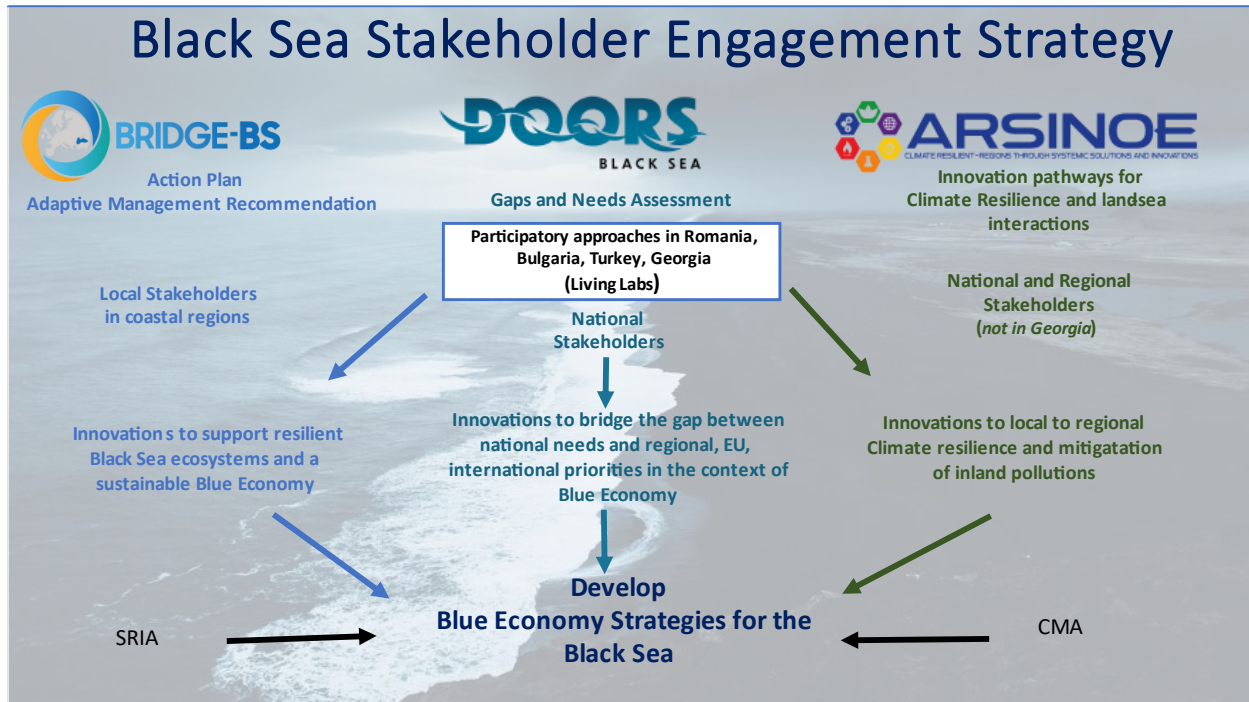 Black Sea Stakeholder Engagement Strategy
BRIDGE-BS
Action Plan
Adaptive Management Recommendation
DOORS
BLACK SEA
Gaps and Needs Assessment
ARSINOE
CLIMATE RESILIENT-REGIONS THROUGH SYSTEMIC SOLUTIONS AND INNOVATIONS
Innovation pathways for
Climate Resilience and landsea
interactions
Participatory approaches in Romania,
Bulgaria, Turkey, Georgia
(Living Labs)
Local Stakeholders
in coastal regions
National
Stakeholders
National and Regional
Stakeholders
(not in Georgia)
Innovations to support resilient
Black Sea ecosystems and a
sustainable Blue Economy
Innovations to bridge the gap between
national needs and regional, EU,
international priorities in the context of
Blue Economy
Innovations to local to regional
Climate resilience and mitigatation
of inland pollutions
Develop
Blue Economy Strategies for the
Black Sea
SRIA
CMA